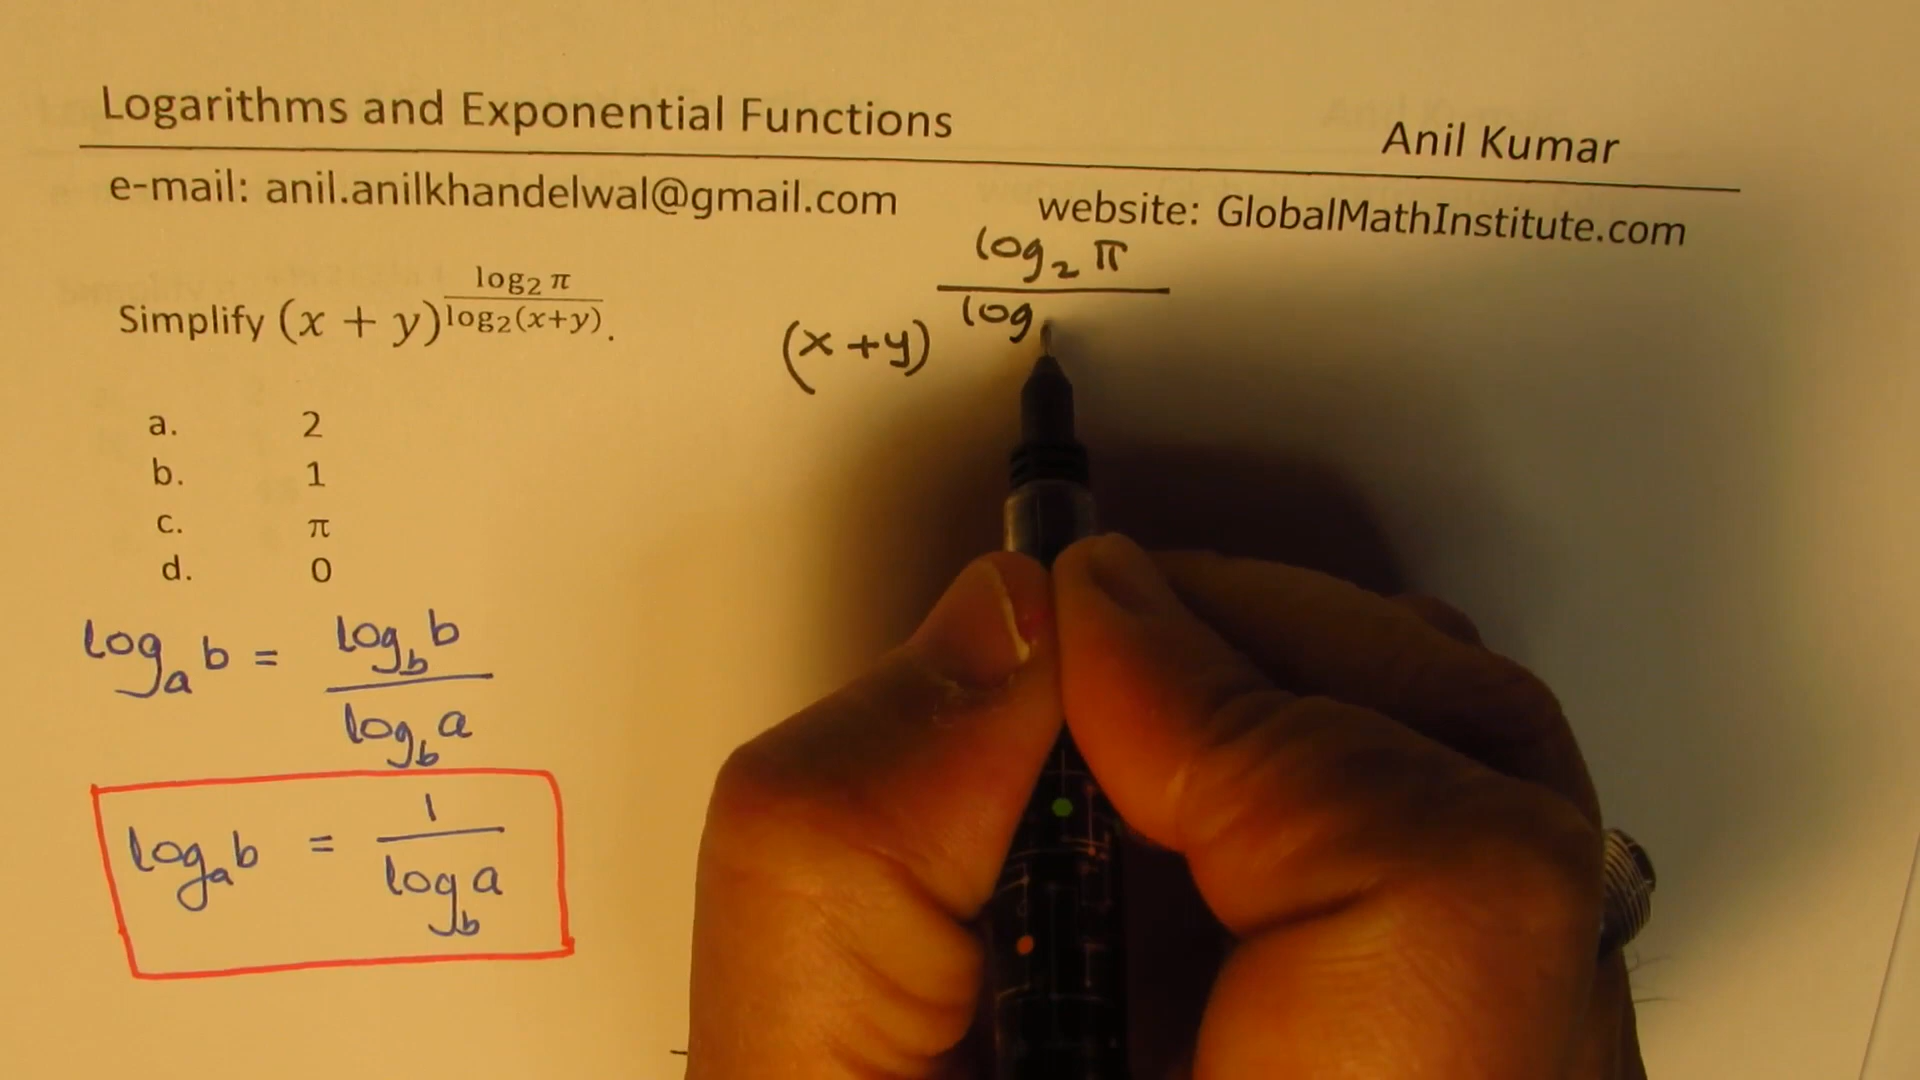 Logarithms and Exponential Functions
Anil Kumar
e-mail: anil.anilkhandelwal@gmail.com
website: GlobalMathInstitute.com
Simplify (x + y)^(log₂ π / log₂(x+y)).
(x + y)^(log₂ π / log
a. 2
b. 1
c. π
d. 0
logₐ b = log_b b / log_b a
logₐ b = 1 / log_b a